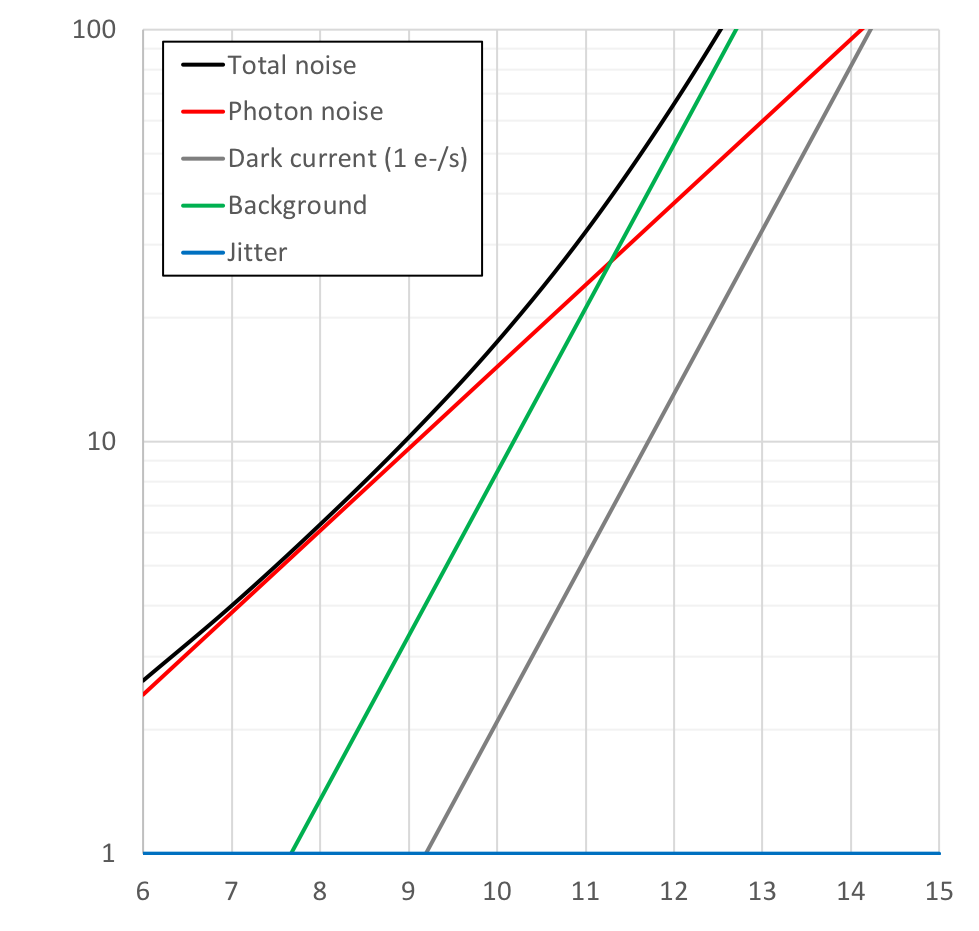 100
Total noise
Photon noise
Dark current (1 e-/s)
Background
Jitter
10
1
6 7 8 9 10 11 12 13 14 15